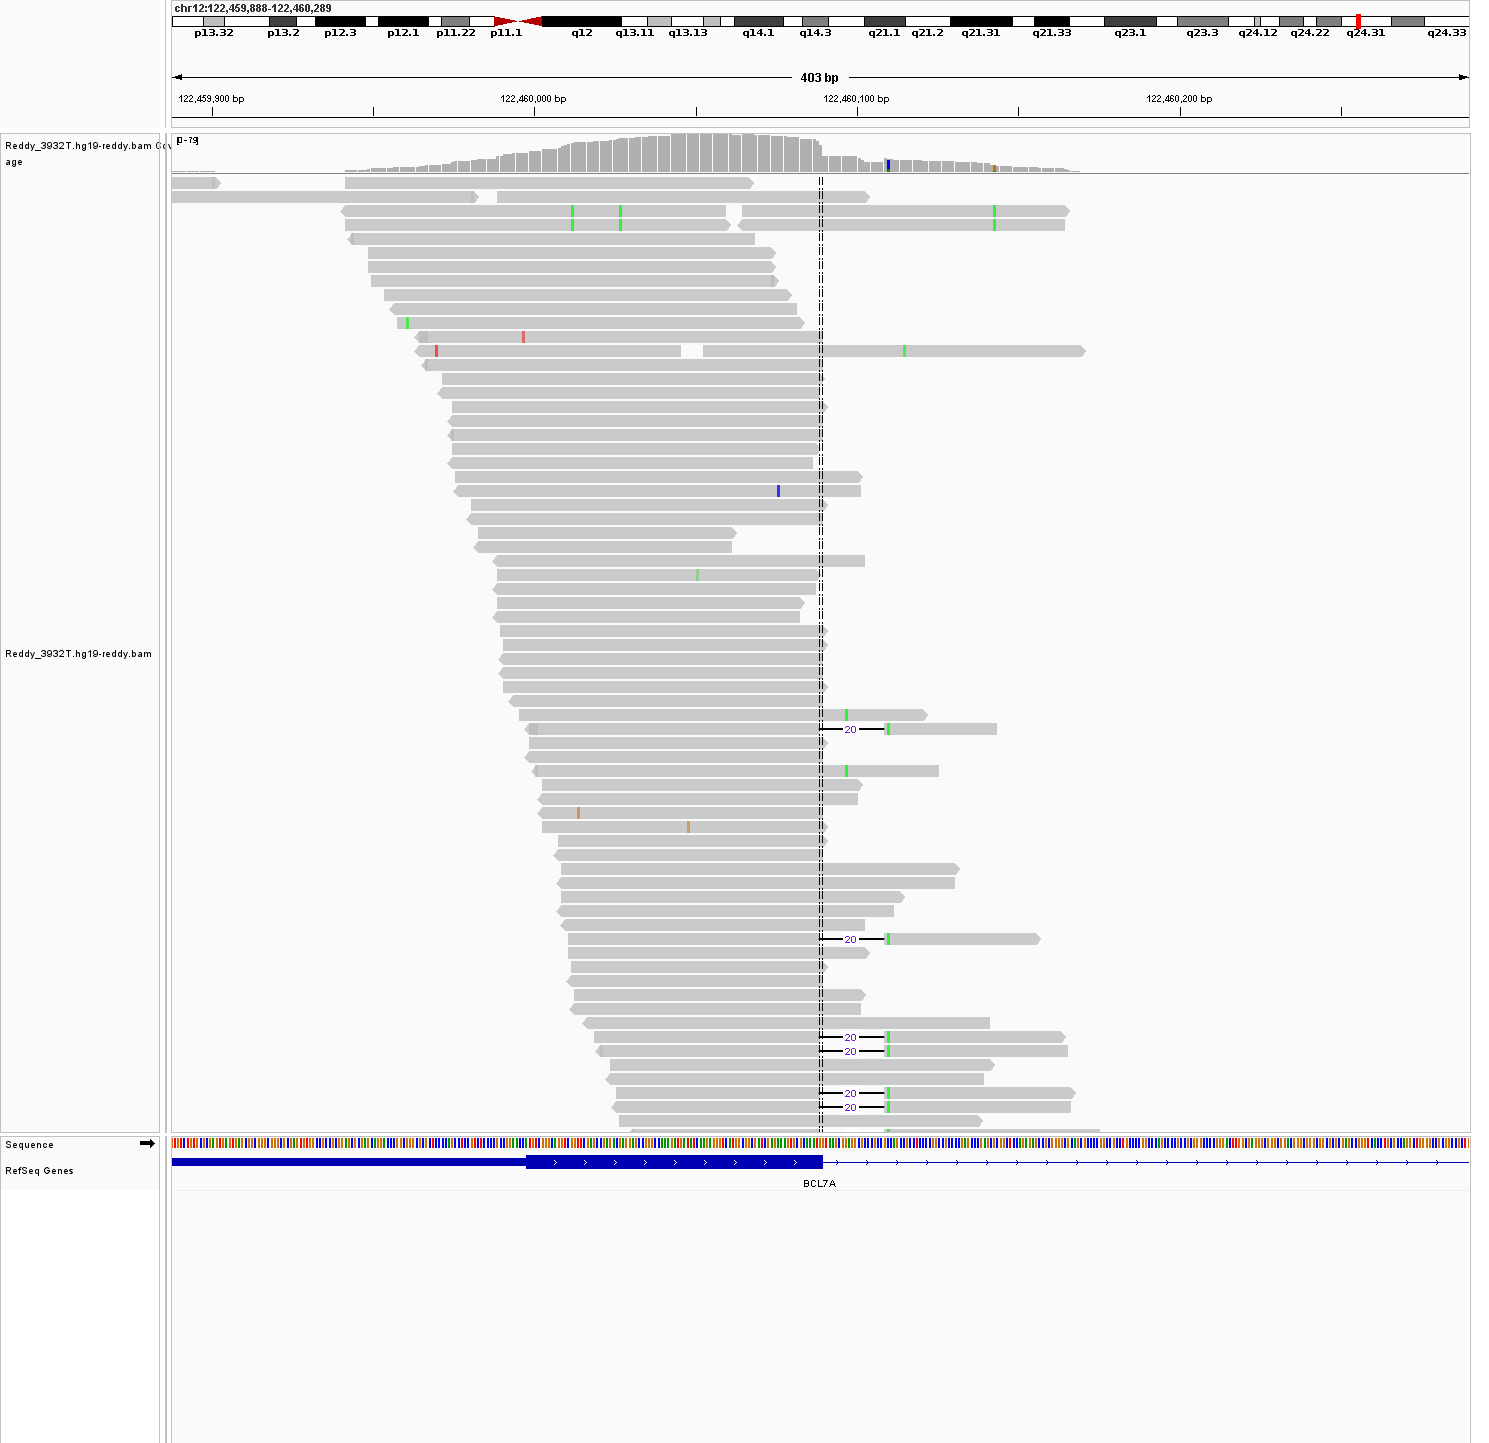 chr12:122,459,888-122,460,289
p13.32 p13.2 p12.3 p12.1 p11.22 p11.1 q12 q13.11 q13.13 q14.1 q14.3 q21.1 q21.2 q21.31 q21.33 q23.1 q23.3 q24.12 q24.22 q24.31 q24.33
403 bp
122,459,900 bp 122,460,000 bp 122,460,100 bp 122,460,200 bp
Reddy_3932T.hg19-reddy.bam Cov
age
[0-79]
20
20
20
20
20
20
Reddy_3932T.hg19-reddy.bam
Sequence
RefSeq Genes
BCL7A